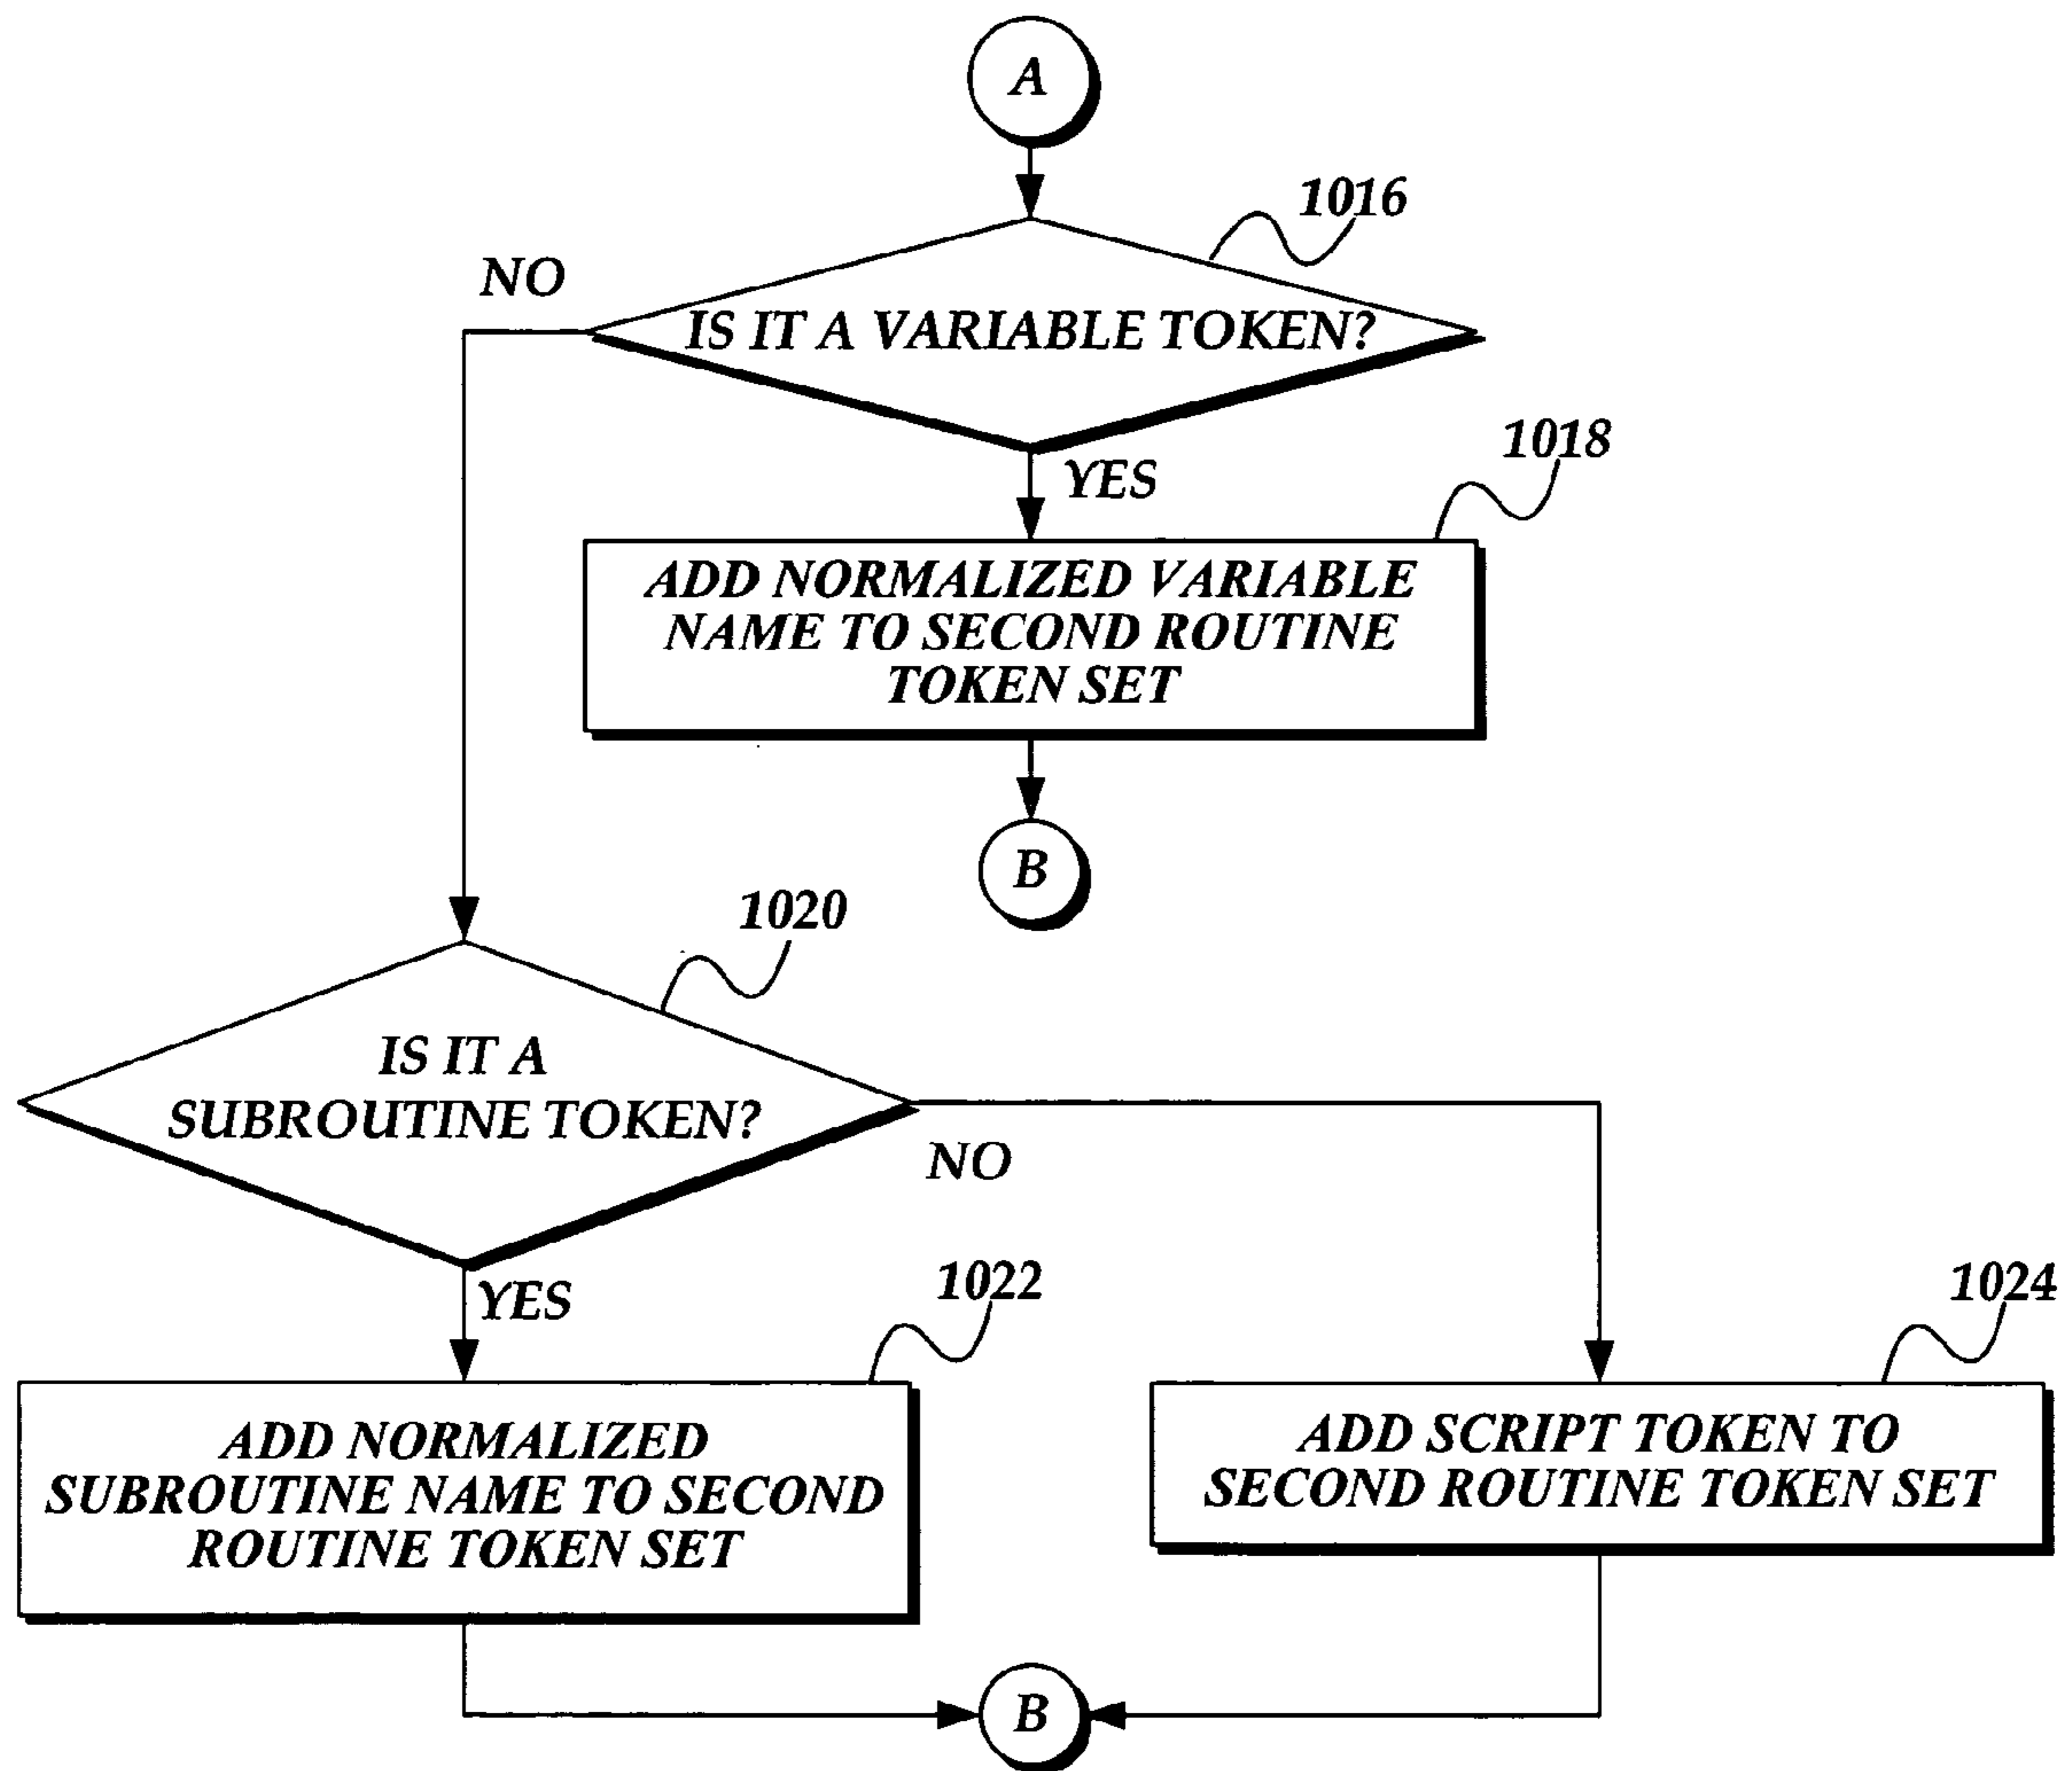 A
1016
NO
IS IT A VARIABLE TOKEN?
1018
YES
ADD NORMALIZED VARIABLE
NAME TO SECOND ROUTINE
TOKEN SET
B
1020
IS IT A
SUBROUTINE TOKEN?
NO
YES
1022
1024
ADD NORMALIZED
SUBROUTINE NAME TO SECOND
ROUTINE TOKEN SET
ADD SCRIPT TOKEN TO
SECOND ROUTINE TOKEN SET
B